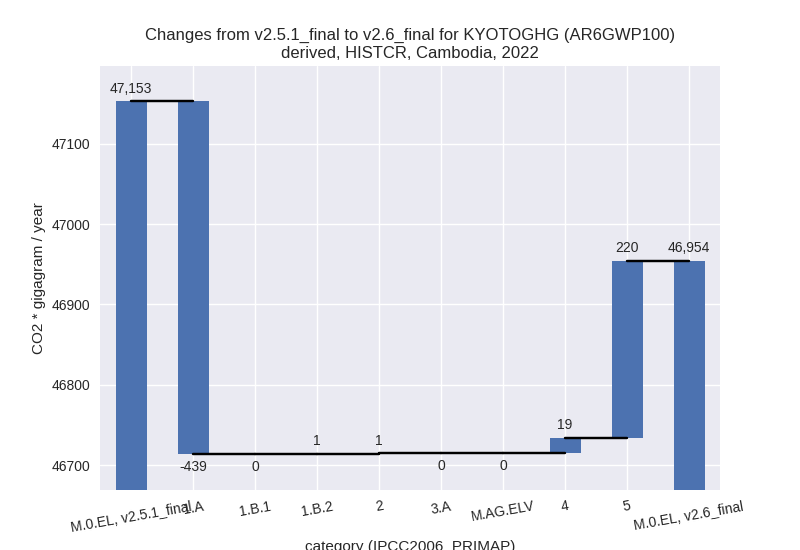 Changes from v2.5.1_final to v2.6_final for KYOTOGHG (AR6GWP100)
derived, HISTCR, Cambodia, 2022
CO2 * gigagram / year
47100
47000
46900
46800
46700
47,153
-439
0
1
1
0
0
19
220
46,954
M.0.EL, v2.5.1_final
1.A
1.B.1
1.B.2
2
3.A
M.AG.ELV
4
5
M.0.EL, v2.6_final
category (IPCC2006_PRIMAP)